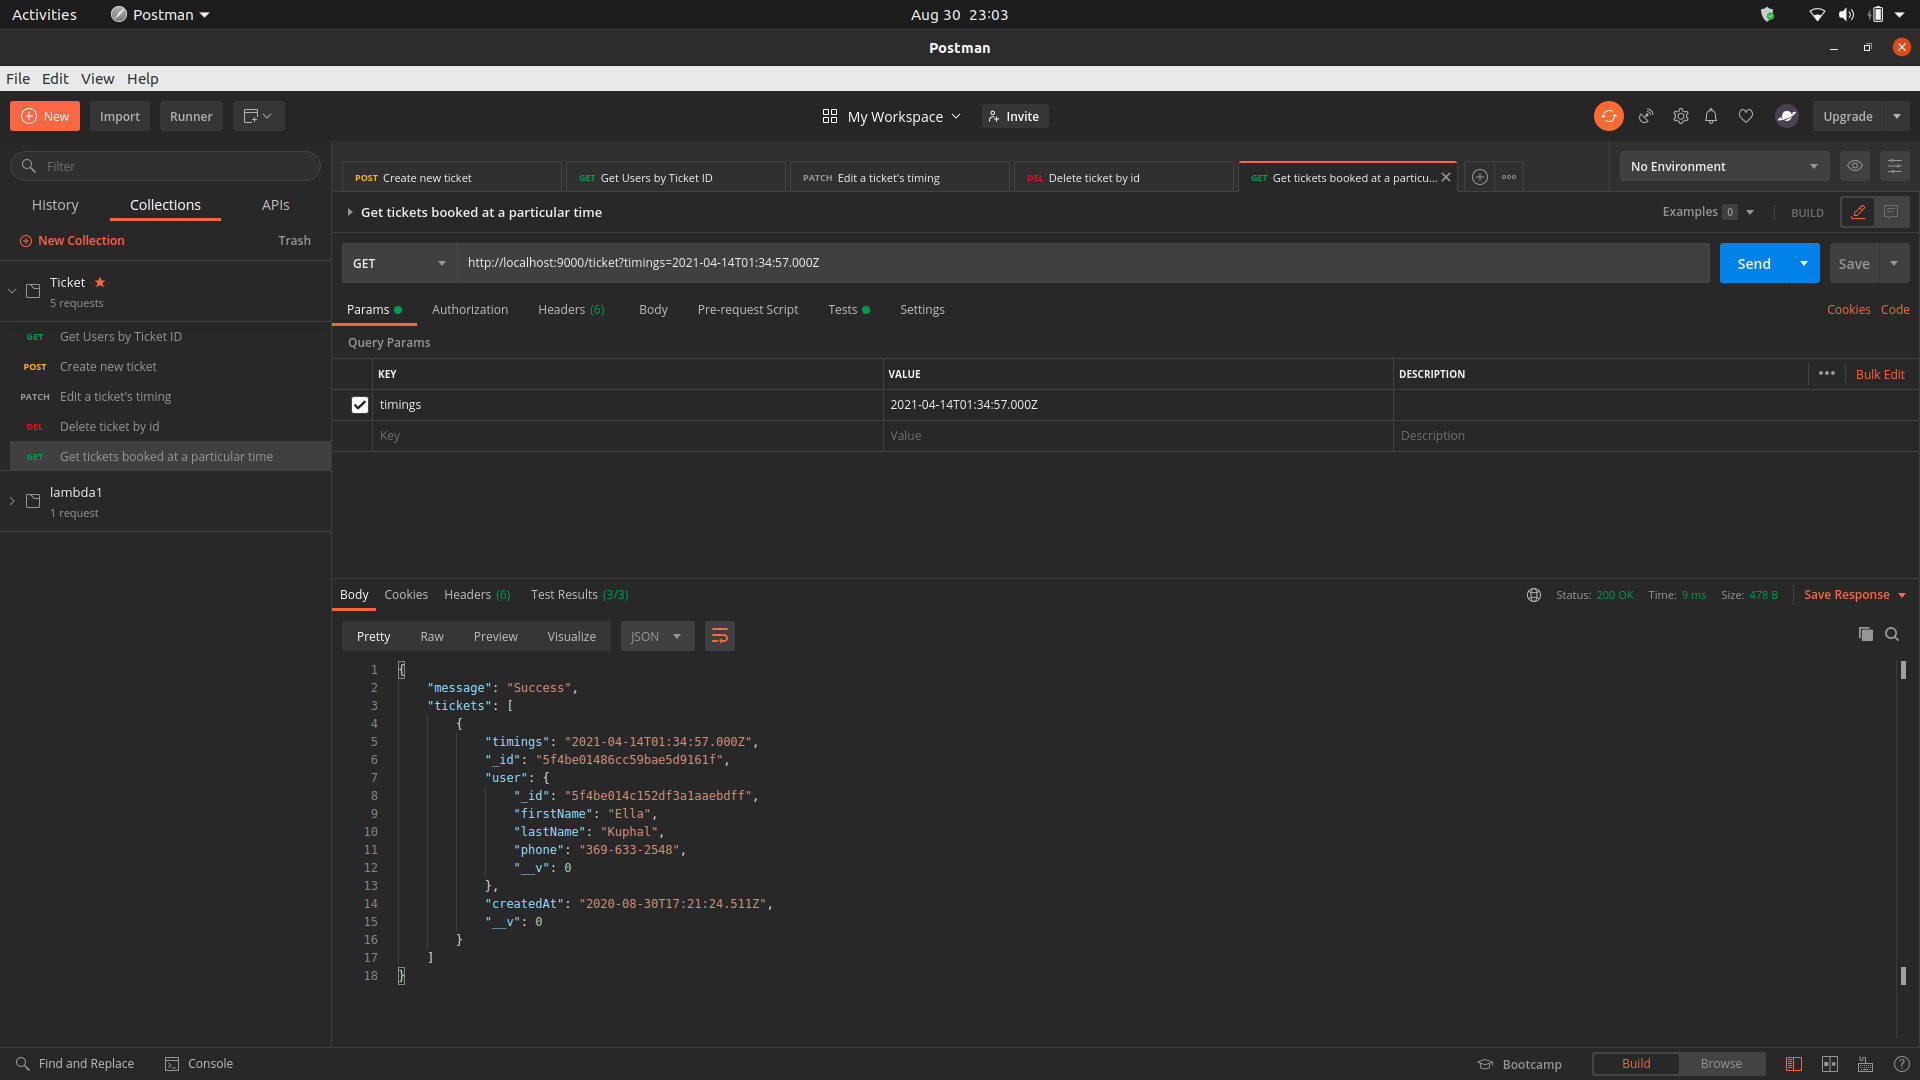 Activities Postman Aug 30 23:03
Postman
File Edit View Help
New Import Runner My Workspace Invite Upgrade
Filter
History Collections APIs
New Collection Trash
Ticket
5 requests
GET Get Users by Ticket ID
POST Create new ticket
PATCH Edit a ticket's timing
DEL Delete ticket by id
GET Get tickets booked at a particular time
lambda1
1 request
POST Create new ticket GET Get Users by Ticket ID PATCH Edit a ticket's timing DEL Delete ticket by id GET Get tickets booked at a particu... No Environment
Get tickets booked at a particular time Examples 0 BUILD
GET http://localhost:9000/ticket?timings=2021-04-14T01:34:57.000Z Send Save
Params Authorization Headers (6) Body Pre-request Script Tests Settings Cookies Code
Query Params
KEY VALUE DESCRIPTION Bulk Edit
timings 2021-04-14T01:34:57.000Z
Key Value Description
Body Cookies Headers (6) Test Results (3/3) Status: 200 OK Time: 9 ms Size: 478 B Save Response
Pretty Raw Preview Visualize JSON
1 {
2 "message": "Success",
3 "tickets": [
4 {
5 "timings": "2021-04-14T01:34:57.000Z",
6 "_id": "5f4be01486cc59bae5d9161f",
7 "user": {
8 "_id": "5f4be014c152df3a1aaebdff",
9 "firstName": "Ella",
10 "lastName": "Kuphal",
11 "phone": "369-633-2548",
12 "__v": 0
13 },
14 "createdAt": "2020-08-30T17:21:24.511Z",
15 "__v": 0
16 }
17 ]
18 }
Find and Replace Console Bootcamp Build Browse